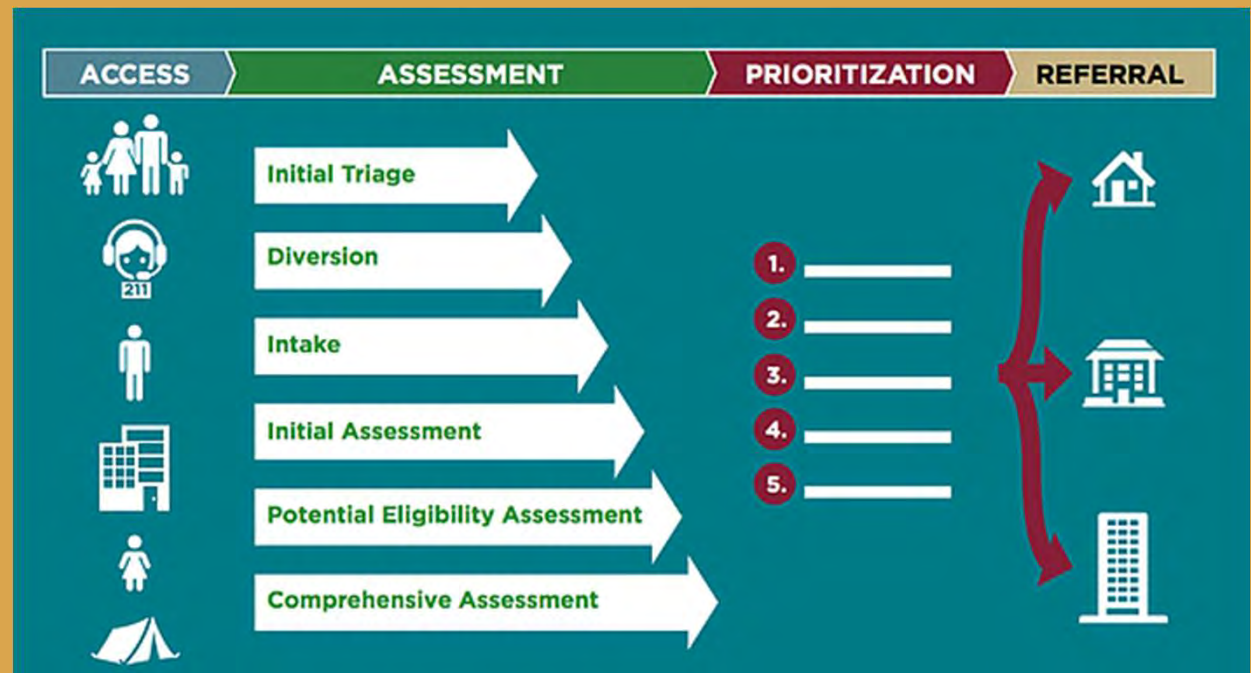 ACCESS
ASSESSMENT
PRIORITIZATION
REFERRAL
Initial Triage
Diversion
211
Intake
Initial Assessment
Potential Eligibility Assessment
Comprehensive Assessment
1.
2.
3.
4.
5.